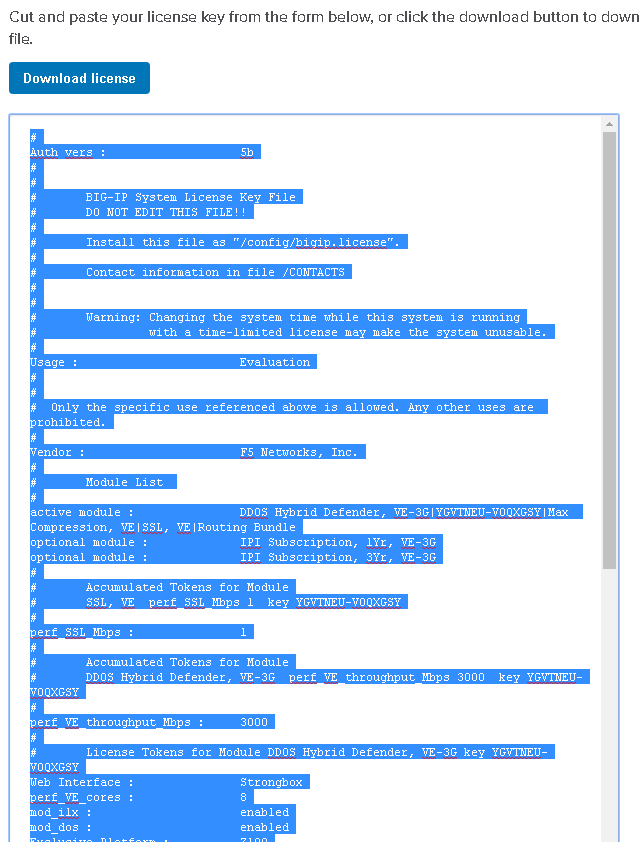 Cut and paste your license key from the form below, or click the download button to down
file.
Download license
#
Auth vers : 5b
#
#
# BIG-IP System License Key File
# DO NOT EDIT THIS FILE!!
#
# Install this file as "/config/bigip.license".
#
# Contact information in file /CONTACTS
#
#
# Warning: Changing the system time while this system is running
# with a time-limited license may make the system unusable.
#
Usage : Evaluation
#
#
# Only the specific use referenced above is allowed. Any other uses are
prohibited.
#
Vendor : F5 Networks, Inc.
#
# Module List
#
active module : DDOS Hybrid Defender, VE-3G|YGVTNEU-VOQXGSY|Max
Compression, VE|SSL, VE|Routing Bundle
optional module : IPI Subscription, 1Yr, VE-3G
optional module : IPI Subscription, 3Yr, VE-3G
#
# Accumulated Tokens for Module
# SSL, VE perf_SSL_Mbps 1 key YGVTNEU-VOQXGSY
#
perf_SSL_Mbps : 1
#
# Accumulated Tokens for Module
# DDOS Hybrid Defender, VE-3G perf_VE_throughput_Mbps 3000 key YGVTNEU-
VOQXGSY
#
perf_VE_throughput_Mbps : 3000
#
# License Tokens for Module DDOS Hybrid Defender, VE-3G key YGVTNEU-
VOQXGSY
Web Interface : Strongbox
perf_VE_cores : 8
mod_ilx : enabled
mod_dos : enabled
Exclusive Platform : Z100